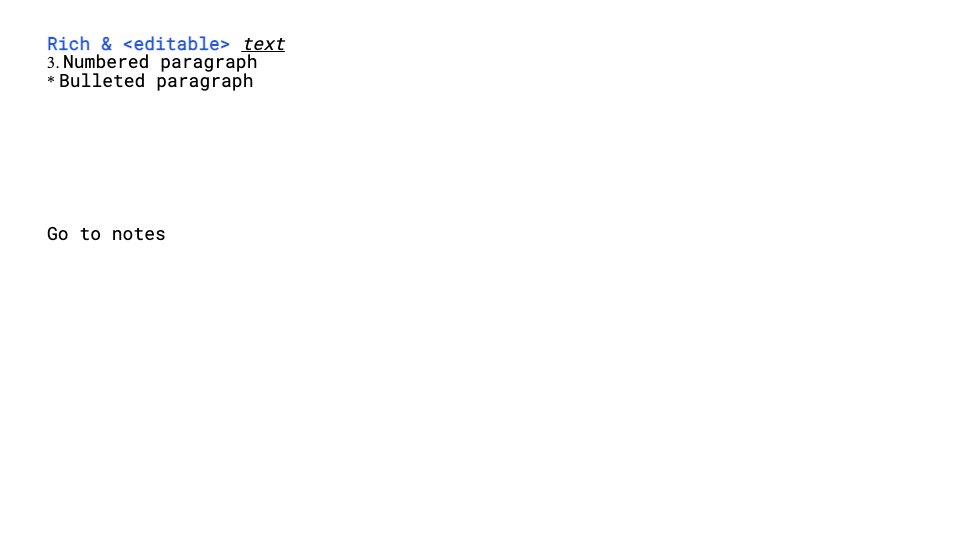 Rich & <editable> text
3. Numbered paragraph
* Bulleted paragraph
Go to notes